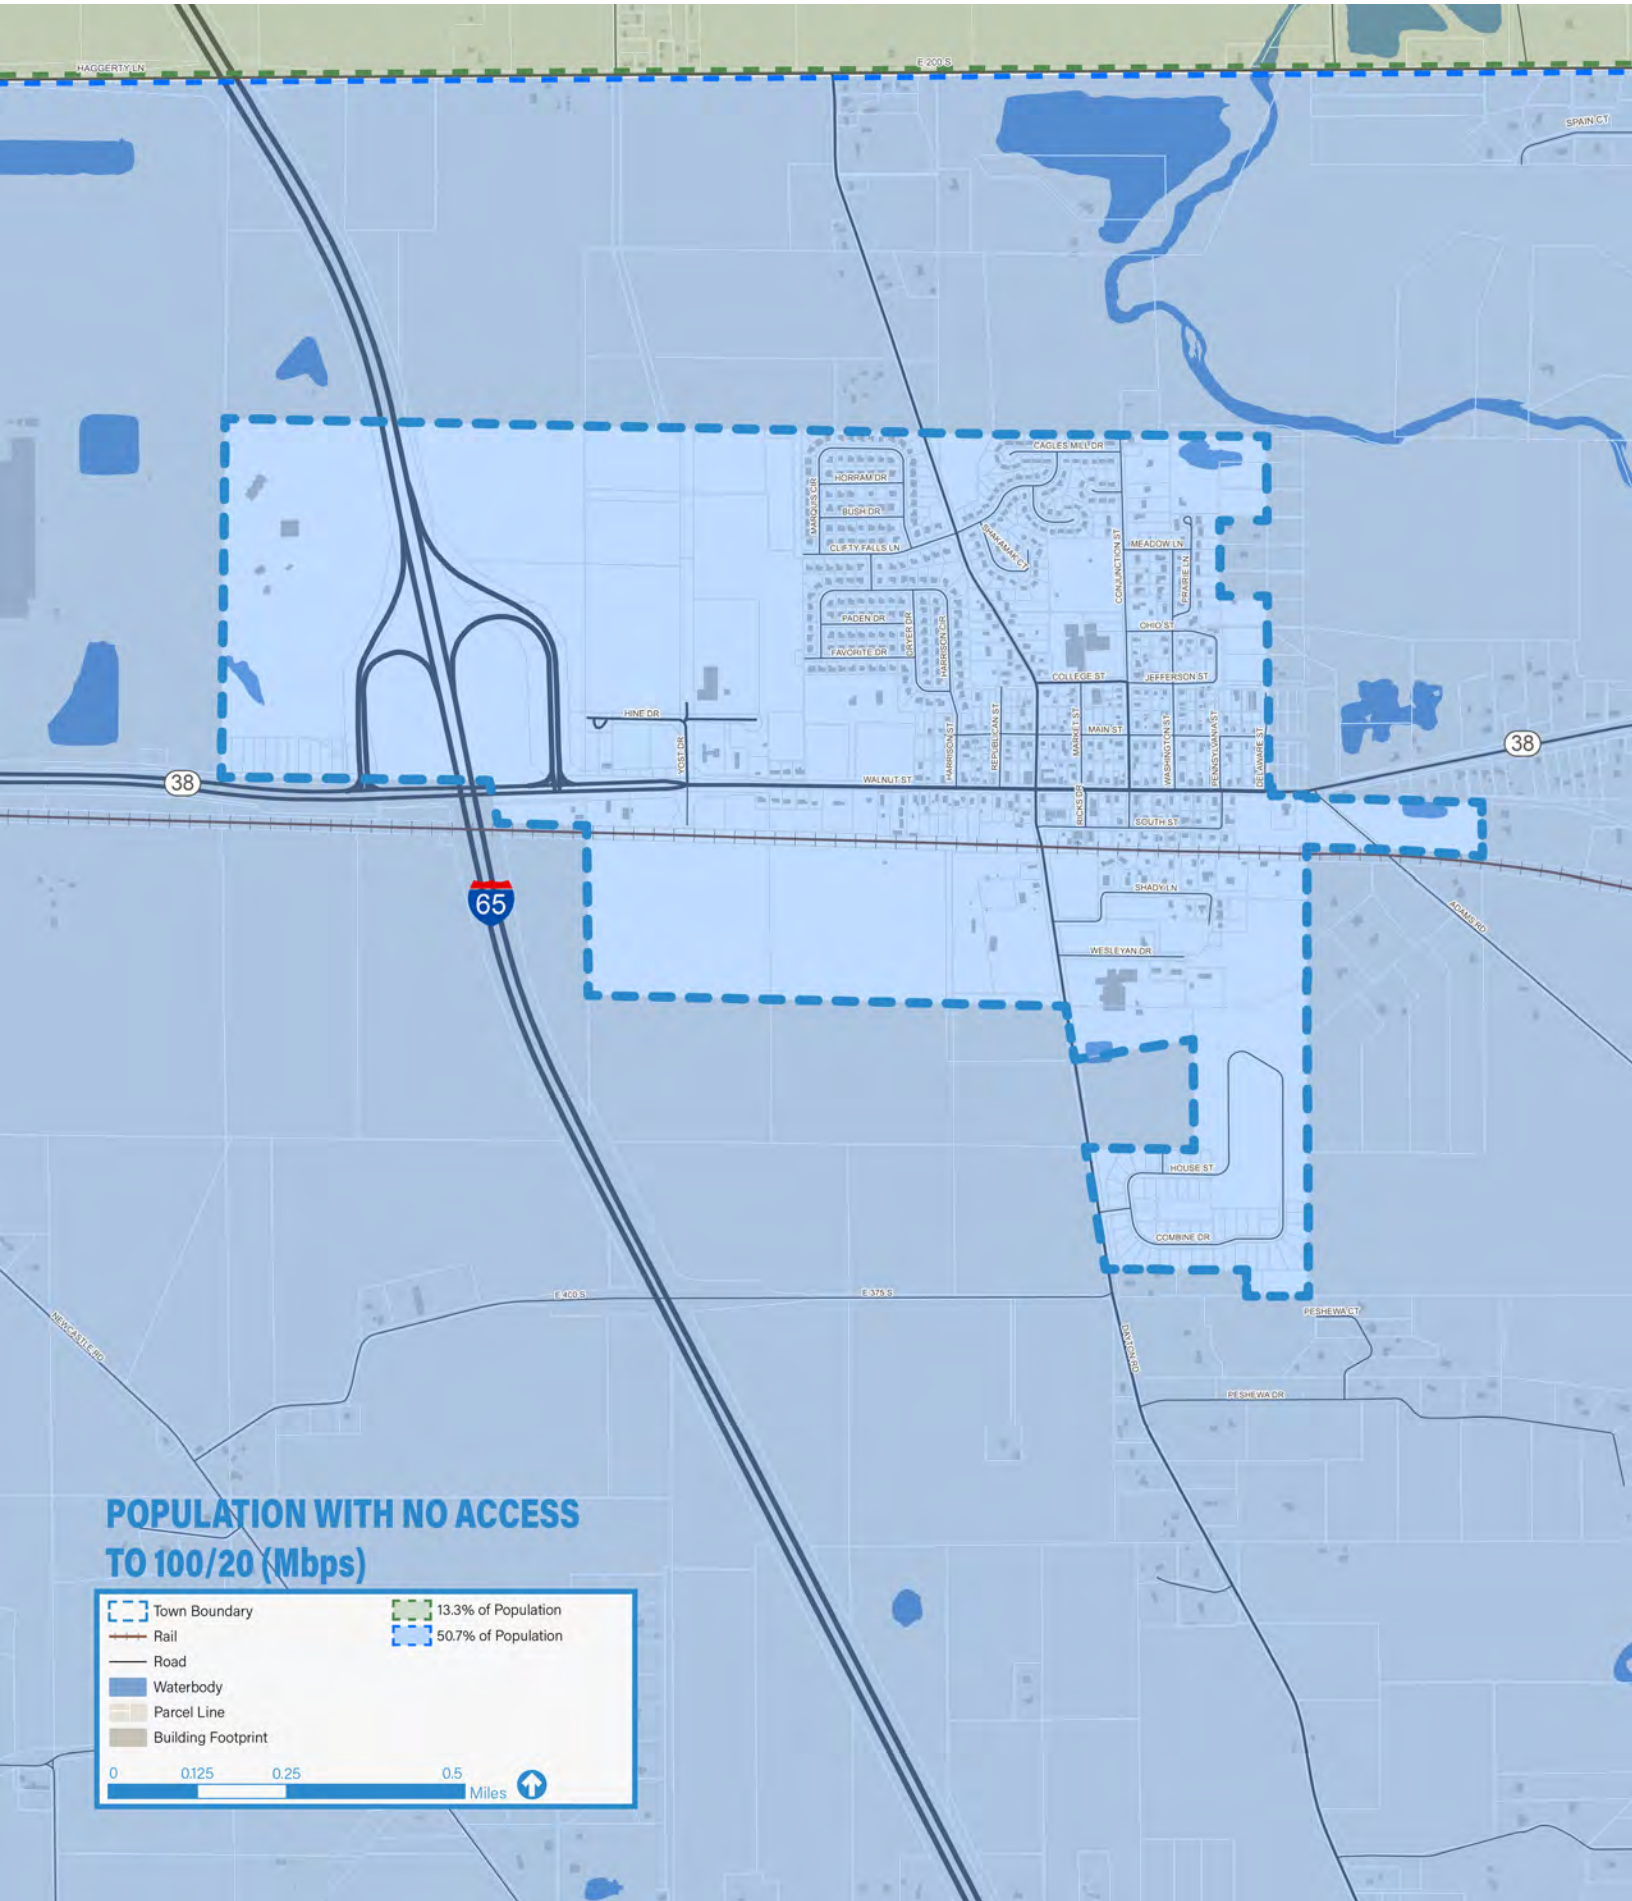 HAGGERTY LN
E 200 S
SPAIN CT
CAGLES MILL DR
HORRAM DR
MARQUIS CIR
BUSH DR
SHAKAMAK CT
CLIFTY FALLS LN
CONJUNCTION ST
MEADOW LN
PRAIRIE LN
PADEN DR
DRYER DR
HARRISON CIR
OHIO ST
FAVORITE DR
COLLEGE ST
JEFFERSON ST
HINE DR
YOST DR
HARRISON ST
REPUBLICAN ST
MARKET ST
MAIN ST
WASHINGTON ST
PENNSYLVANIA ST
DELAWARE ST
38
38
WALNUT ST
RICKS DR
SOUTH ST
65
SHADY LN
ADAMS RD
WESLEYAN DR
HOUSE ST
COMBINE DR
E 400 S
E 375 S
NEWCASTLE RD
DAYTON RD
PESHEWA CT
PESHEWA DR
POPULATION WITH NO ACCESS
TO 100/20 (Mbps)
Town Boundary
Rail
Road
Waterbody
Parcel Line
Building Footprint
13.3% of Population
50.7% of Population
0 0.125 0.25 0.5
Miles